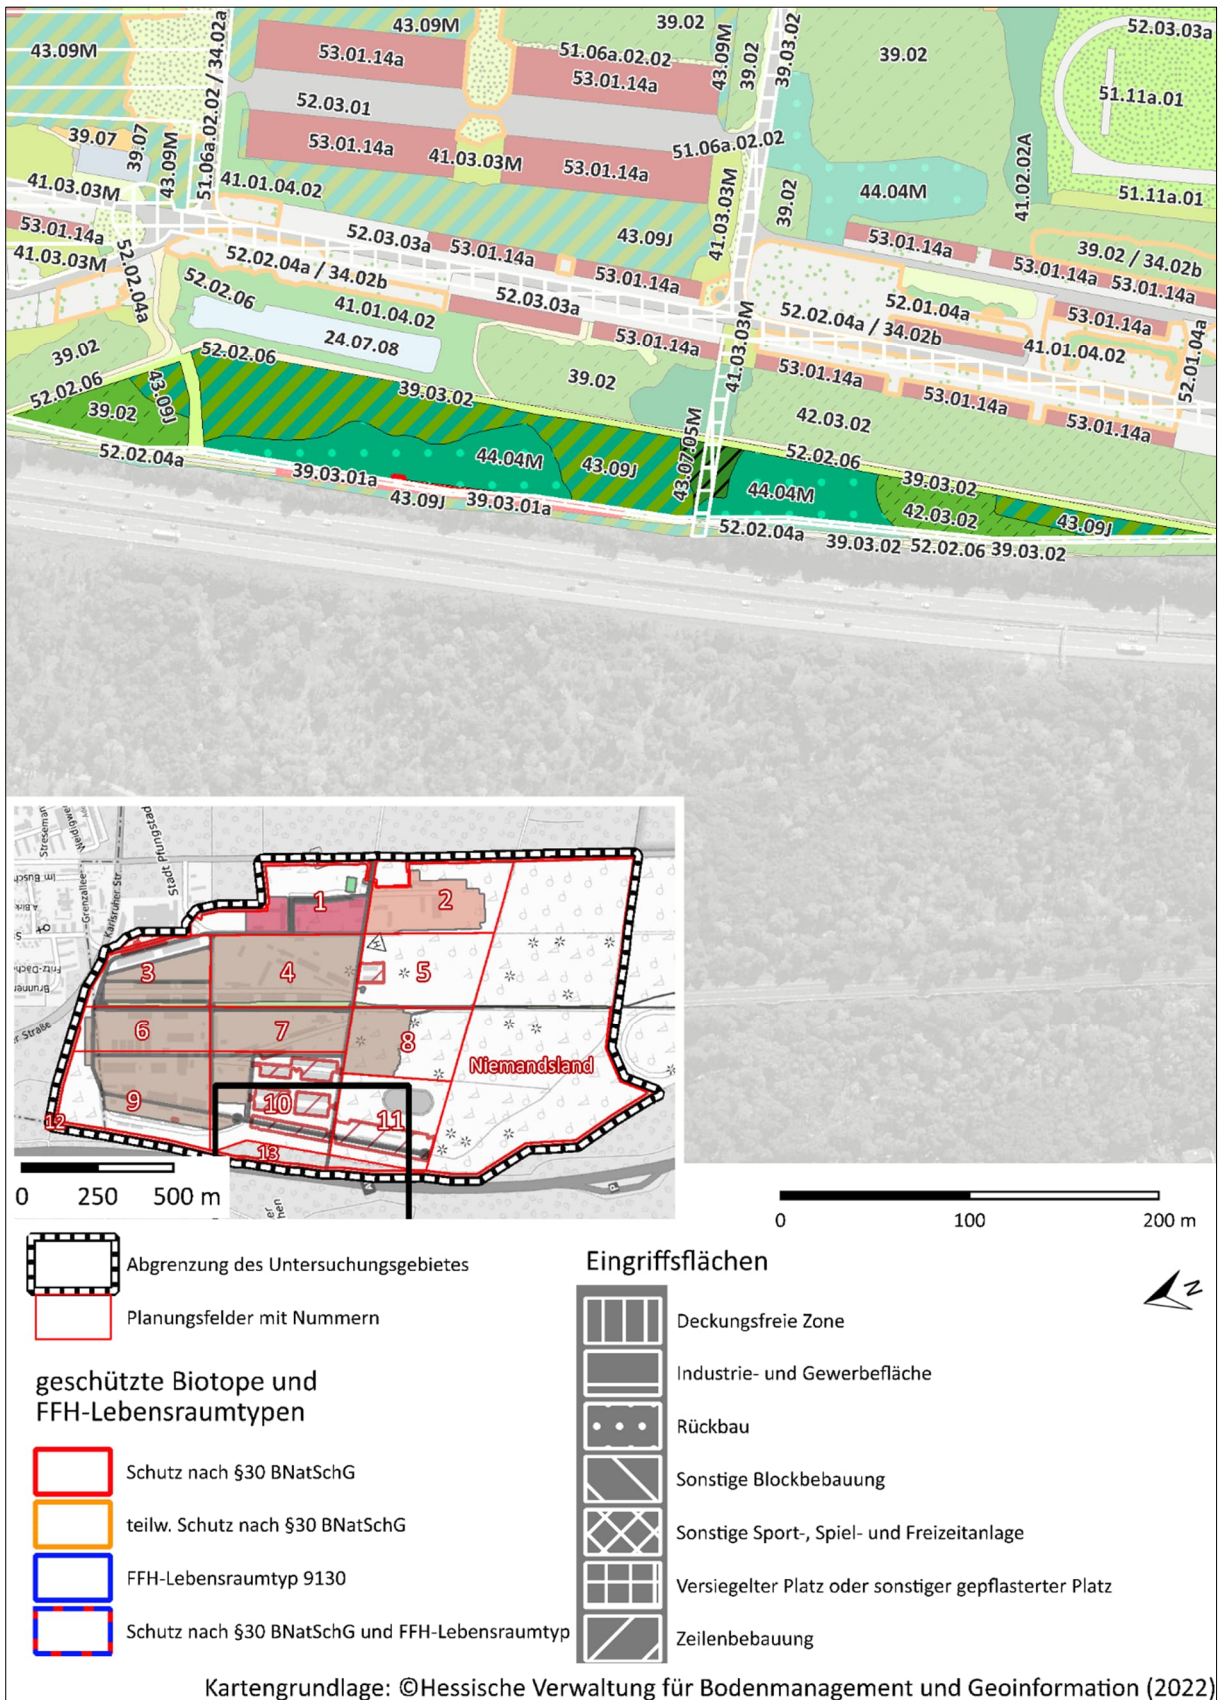 43.09M
39.02
52.03.03a
43.09M
53.01.14a
51.06a.02.02
53.01.14a
43.09M
39.02
39.03.02
39.02
51.11a.01
51.06a.02.02 / 34.02a
52.03.01
39.07
39.07
43.09M
53.01.14a
41.03.03M
53.01.14a
51.06a.02.02
41.02.02A
41.03.03M
41.01.04.02
41.03.03M
39.02
44.04M
51.11a.01
53.01.14a
41.03.03M
52.02.04a
52.03.03a
53.01.14a
43.09J
53.01.14a
39.02 / 34.02b
52.02.04a / 34.02b
53.01.14a
53.01.14a
53.01.14a
52.02.06
41.01.04.02
52.03.03a
52.01.04a
53.01.14a
52.02.04a / 34.02b
41.01.04.02
52.01.04a
24.07.08
53.01.14a
41.03.03M
39.02
52.02.06
52.02.06
39.02
53.01.14a
53.01.14a
53.01.14a
43.09J
39.02
39.03.02
42.03.02
52.02.06
52.02.04a
44.04M
43.09J
43.07.05M
44.04M
39.03.02
39.03.01a
43.09J
39.03.01a
42.03.02
43.09J
52.02.04a
39.03.02
52.02.06
39.03.02
Stadt Pfungstad
Grenzallee
Karlsruher Str.
Im Busch
1
2
3
4
5
6
7
8
9
10
11
12
13
Niemandsland
0 250 500 m
0 100 200 m
N
Abgrenzung des Untersuchungsgebietes
Planungsfelder mit Nummern
geschützte Biotope und
FFH-Lebensraumtypen
Schutz nach §30 BNatSchG
teilw. Schutz nach §30 BNatSchG
FFH-Lebensraumtyp 9130
Schutz nach §30 BNatSchG und FFH-Lebensraumtyp
Eingriffsflächen
Deckungsfreie Zone
Industrie- und Gewerbefläche
Rückbau
Sonstige Blockbebauung
Sonstige Sport-, Spiel- und Freizeitanlage
Versiegelter Platz oder sonstiger gepflasterter Platz
Zeilenbebauung
Kartengrundlage: ©Hessische Verwaltung für Bodenmanagement und Geoinformation (2022)